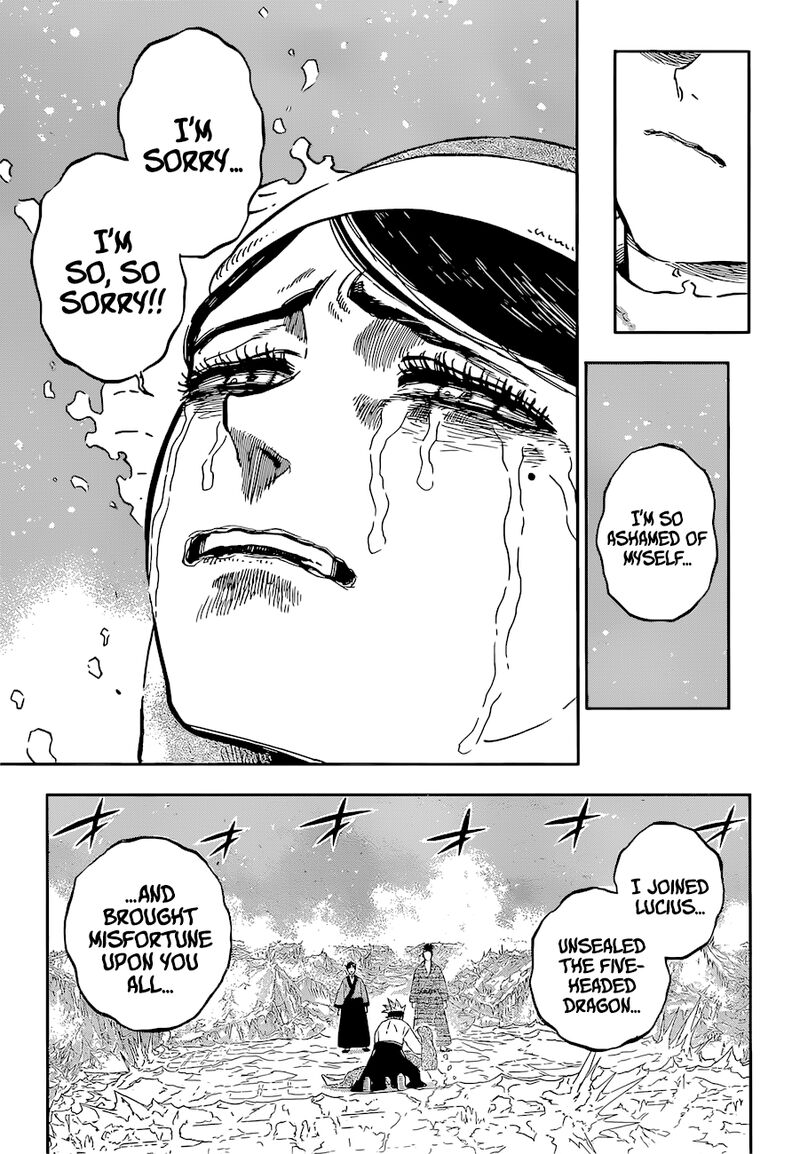 I'M SO
ASHAMED OF
MYSELF...
I'M
SORRY...
I'M
SO, SO
SORRY!!
I JOINED
LUCIUS...
UNSEALED
THE FIVE-
HEADED
DRAGON...
...AND
BROUGHT
MISFORTUNE
UPON YOU
ALL...